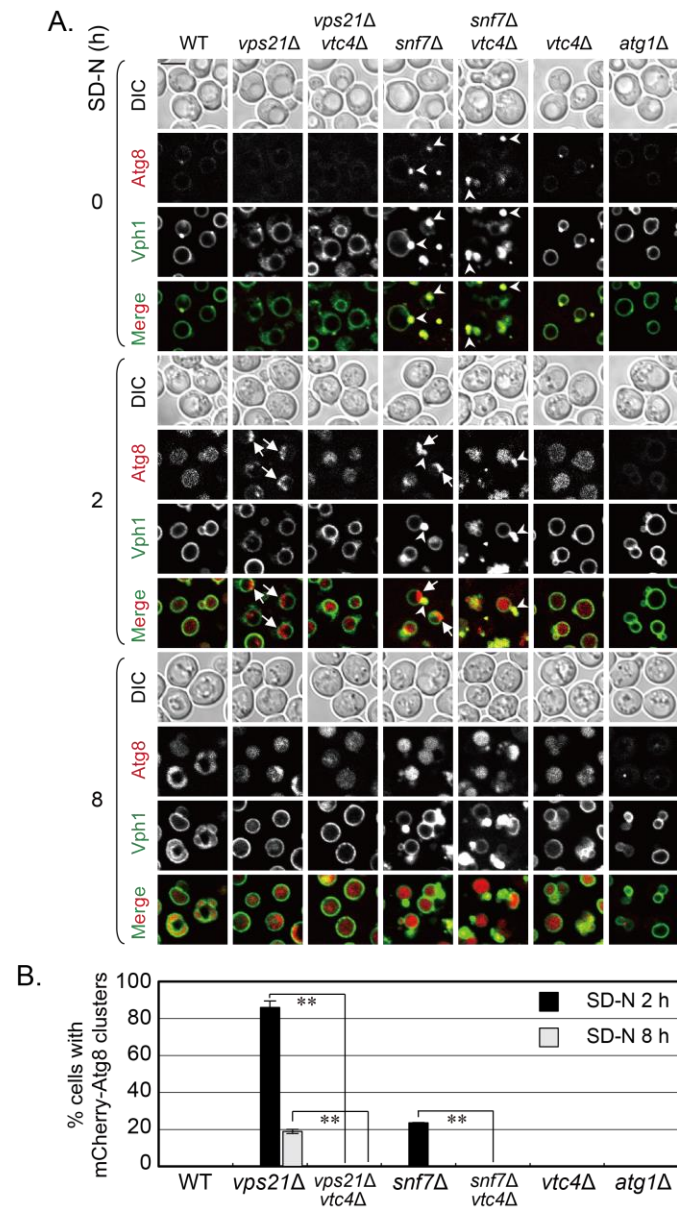 A.
WT vps21Δ vps21Δ vtc4Δ snf7Δ snf7Δ vtc4Δ vtc4Δ atg1Δ
SD-N (h)
0
DIC
Atg8
Vph1
Merge
2
DIC
Atg8
Vph1
Merge
8
DIC
Atg8
Vph1
Merge
B.
% cells with
mCherry-Atg8 clusters
100
80
60
40
20
0
**
**
**
SD-N 2 h
SD-N 8 h
WT vps21Δ vps21Δ vtc4Δ snf7Δ snf7Δ vtc4Δ vtc4Δ atg1Δ